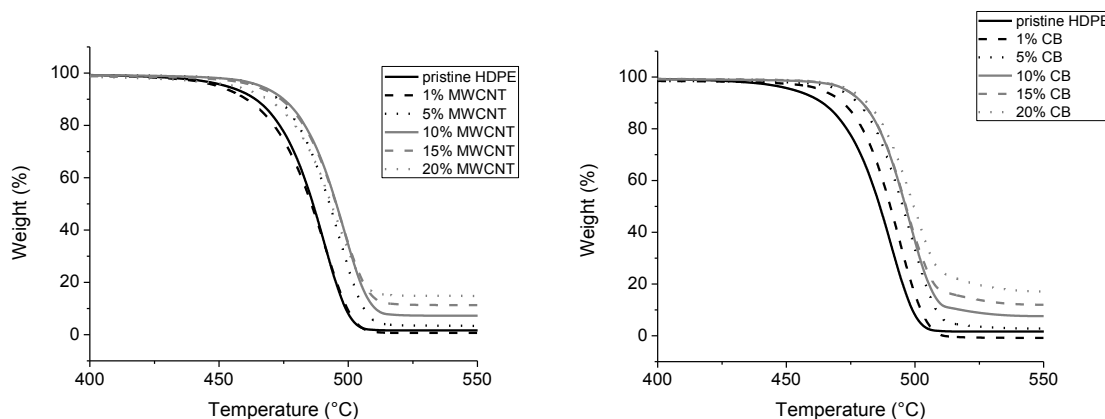 100
80
60
40
20
0
Weight (%)
400
450
500
550
Temperature (°C)
pristine HDPE
1% MWCNT
5% MWCNT
10% MWCNT
15% MWCNT
20% MWCNT
100
80
60
40
20
0
Weight (%)
400
450
500
550
Temperature (°C)
pristine HDPE
1% CB
5% CB
10% CB
15% CB
20% CB